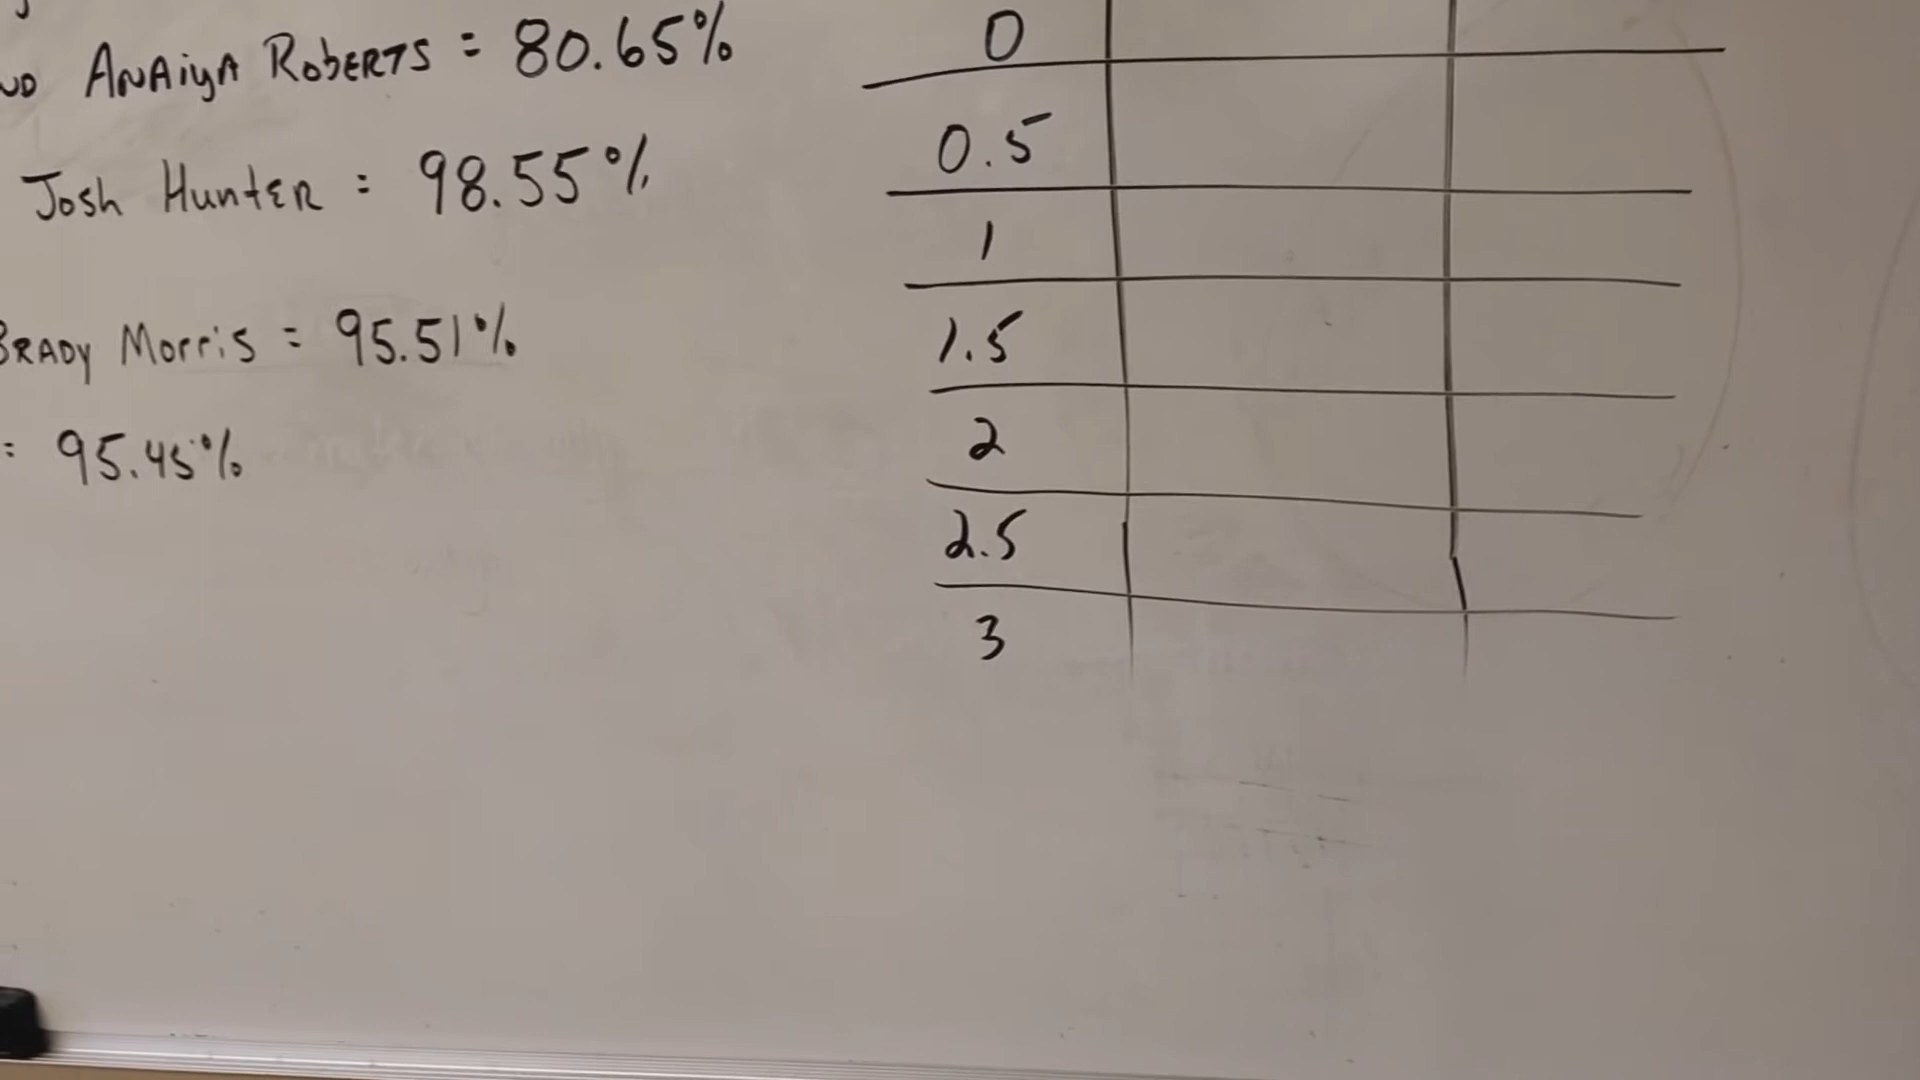 AnAiyA RobERTS = 80.65%
Josh HuntER = 98.55%
BRADY Morris = 95.51%
= 95.45%
0
0.5
1
1.5
2
2.5
3